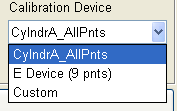 Calibration Device
CylndrA_AllPnts
CylndrA_AllPnts
E Device (9 pnts)
Custom